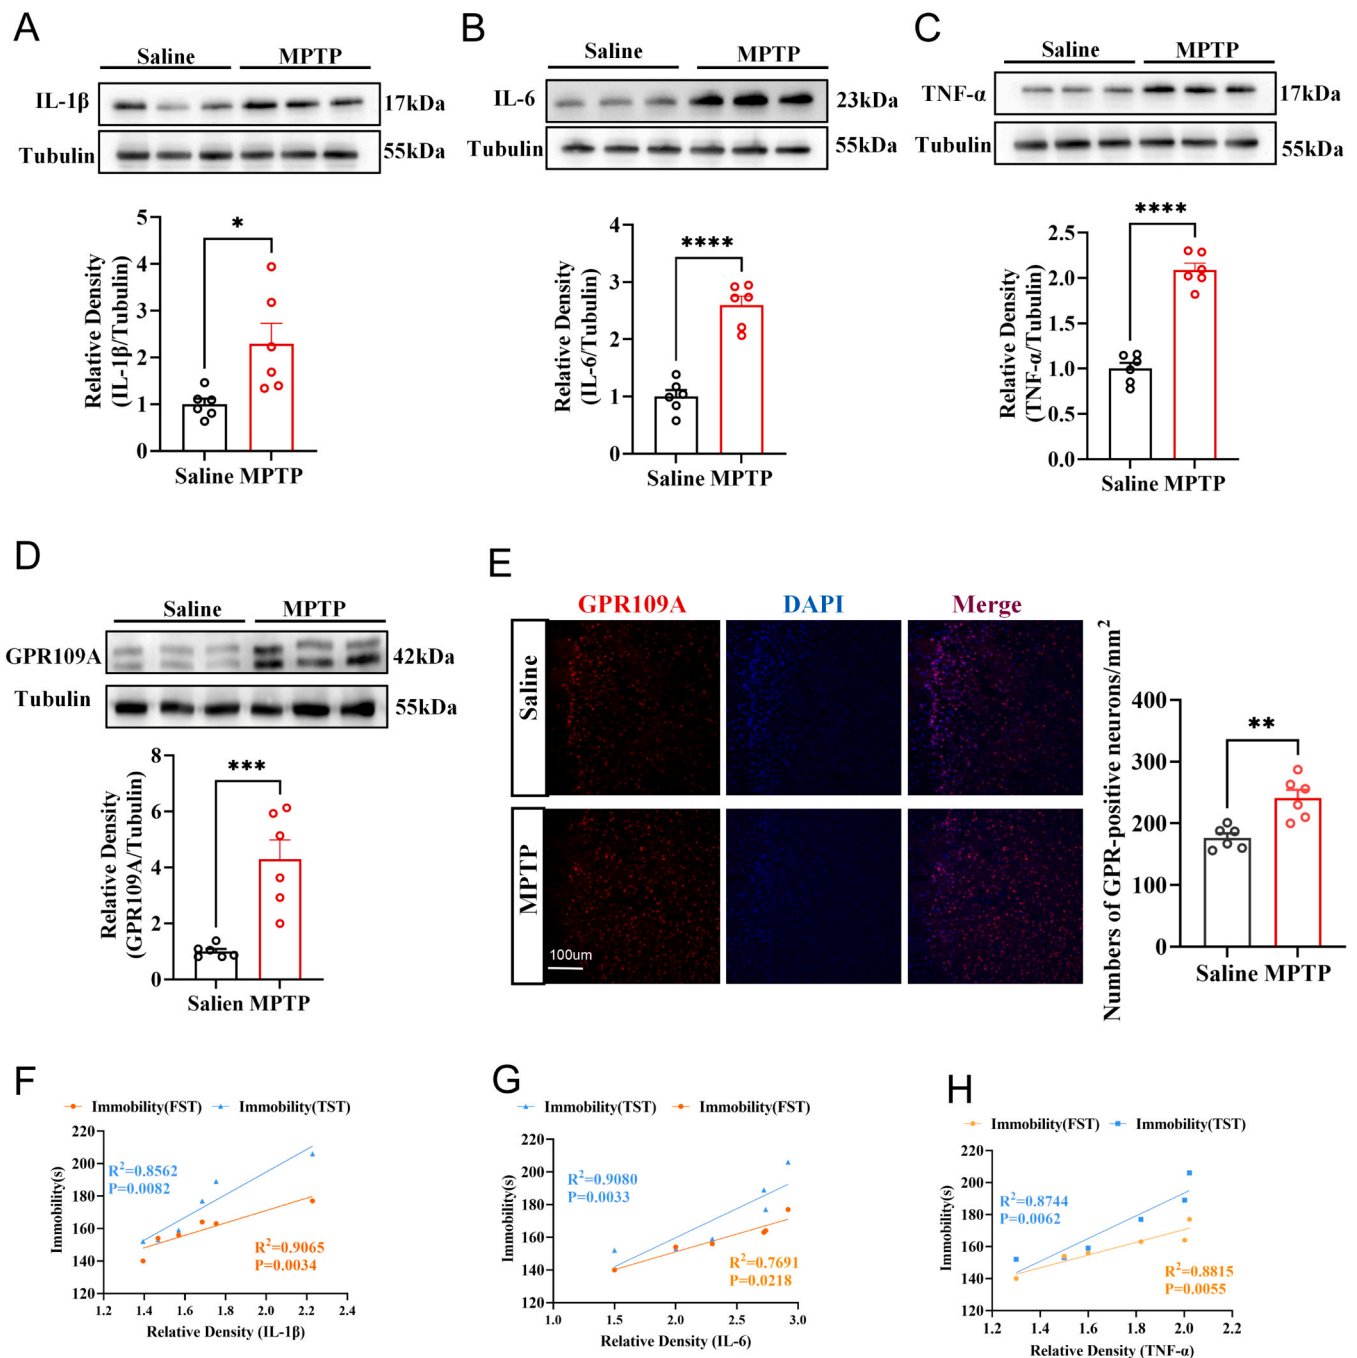 A
Saline MPTP
IL-1β 17kDa
Tubulin 55kDa
Relative Density
(IL-1β/Tubulin)
5
4
3
2
1
0
*
Saline MPTP
B
Saline MPTP
IL-6 23kDa
Tubulin 55kDa
Relative Density
(IL-6/Tubulin)
4
3
2
1
0
****
Saline MPTP
C
Saline MPTP
TNF-α 17kDa
Tubulin 55kDa
Relative Density
(TNF-α/Tubulin)
2.5
2.0
1.5
1.0
0.5
0.0
****
Saline MPTP
D
Saline MPTP
GPR109A 42kDa
Tubulin 55kDa
Relative Density
(GPR109A/Tubulin)
8
6
4
2
0
***
Salien MPTP
E
GPR109A DAPI Merge
Saline
MPTP
100um
Numbers of GPR-positive neurons/mm²
400
300
200
100
0
**
Saline MPTP
F
Immobility(FST) Immobility(TST)
Immobility(s)
220
200
180
160
140
120
R²=0.8562
P=0.0082
R²=0.9065
P=0.0034
1.2 1.4 1.6 1.8 2.0 2.2 2.4
Relative Density (IL-1β)
G
Immobility(TST) Immobility(FST)
Immobility(s)
220
200
180
160
140
120
R²=0.9080
P=0.0033
R²=0.7691
P=0.0218
1.0 1.5 2.0 2.5 3.0
Relative Density (IL-6)
H
Immobility(FST) Immobility(TST)
Immobility(s)
220
200
180
160
140
120
R²=0.8744
P=0.0062
R²=0.8815
P=0.0055
1.2 1.4 1.6 1.8 2.0 2.2
Relative Density (TNF-α)